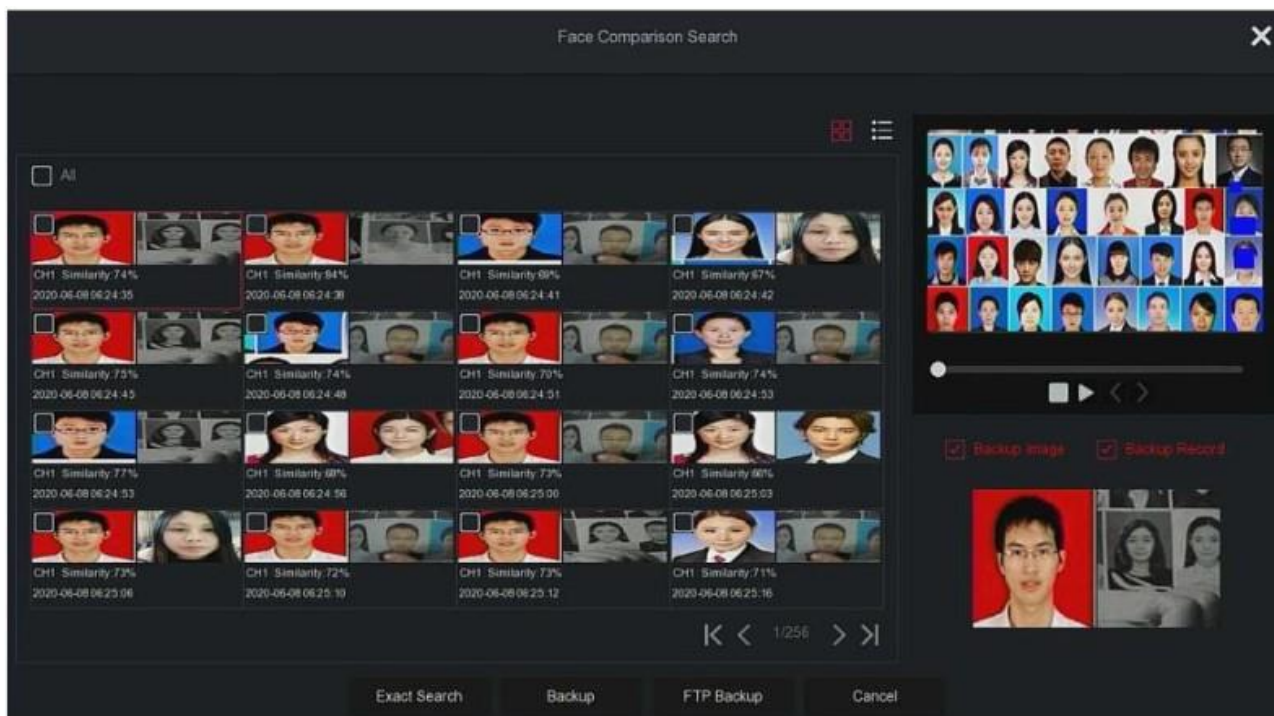 Face Comparison Search
All
CH1 Similarity:74%
2020-06-08 06:24:35
CH1 Similarity:84%
2020-06-08 06:24:38
CH1 Similarity:69%
2020-06-08 06:24:41
CH1 Similarity:67%
2020-06-08 06:24:42
CH1 Similarity:75%
2020-06-08 06:24:45
CH1 Similarity:74%
2020-06-08 06:24:48
CH1 Similarity:70%
2020-06-08 06:24:51
CH1 Similarity:74%
2020-06-08 06:24:53
CH1 Similarity:77%
2020-06-08 06:24:53
CH1 Similarity:68%
2020-06-08 06:24:56
CH1 Similarity:73%
2020-06-08 06:25:00
CH1 Similarity:66%
2020-06-08 06:25:03
CH1 Similarity:73%
2020-06-08 06:25:06
CH1 Similarity:72%
2020-06-08 06:25:10
CH1 Similarity:73%
2020-06-08 06:25:12
CH1 Similarity:71%
2020-06-08 06:25:16
1/256
Backup Image
Backup Record
Exact Search
Backup
FTP Backup
Cancel